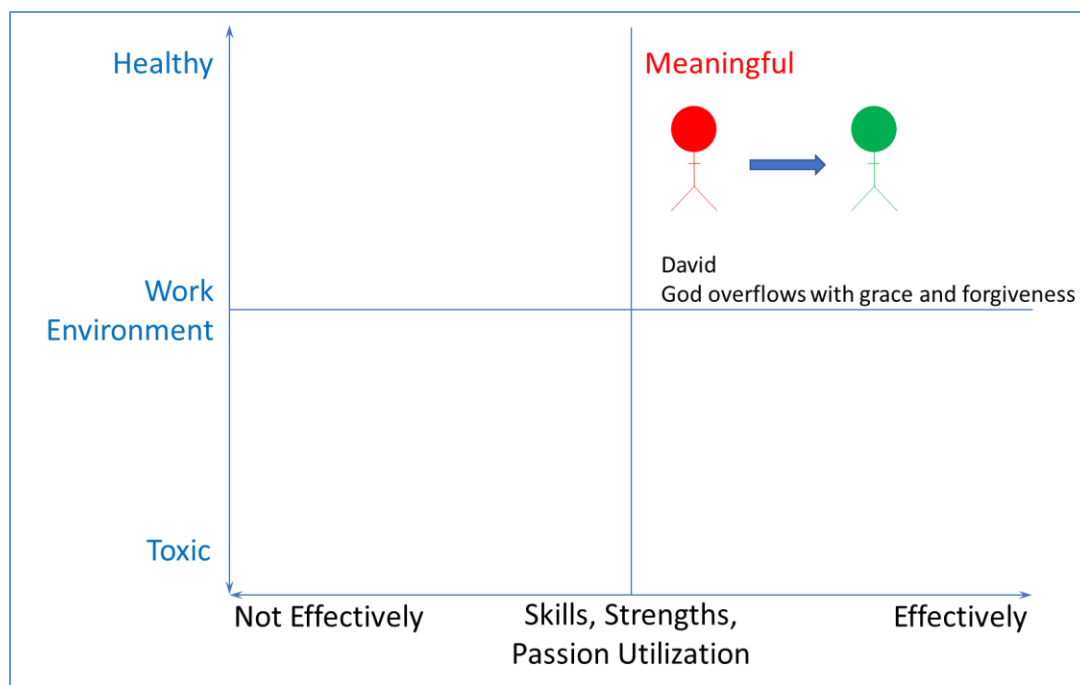 Healthy
Meaningful
David
God overflows with grace and forgiveness
Work
Environment
Toxic
Not Effectively
Skills, Strengths,
Passion Utilization
Effectively